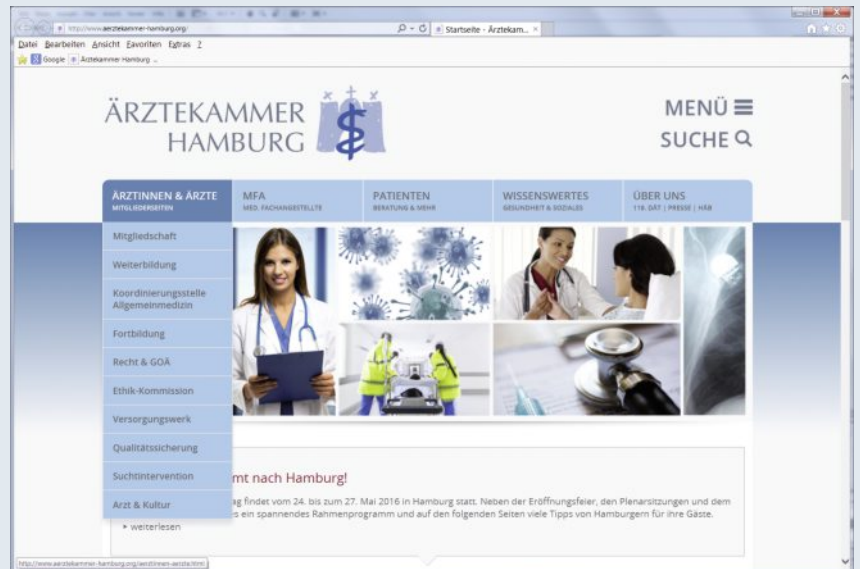 http://www.aerztekammer-hamburg.org/
Startseite - Ärztekam... ×
Datei Bearbeiten Ansicht Favoriten Extras ?
Google Ärztekammer Hamburg ...
ÄRZTEKAMMER
HAMBURG
MENÜ
SUCHE
ÄRZTINNEN & ÄRZTE
MITGLIEDERSEITEN
MFA
MED. FACHANGESTELLTE
PATIENTEN
BERATUNG & MEHR
WISSENSWERTES
GESUNDHEIT & SOZIALES
ÜBER UNS
119. DÄT | PRESSE | HÄB
Mitgliedschaft
Weiterbildung
Koordinierungsstelle
Allgemeinmedizin
Fortbildung
Recht & GOÄ
Ethik-Kommission
Versorgungswerk
Qualitätssicherung
Suchtintervention
Arzt & Kultur
mt nach Hamburg!
ag findet vom 24. bis zum 27. Mai 2016 in Hamburg statt. Neben der Eröffnungsfeier, den Plenarsitzungen und dem
s ein spannendes Rahmenprogramm und auf den folgenden Seiten viele Tipps von Hamburgern für ihre Gäste.
weiterlesen
http://www.aerztekammer-hamburg.org/aerztinnen-aerzte.html